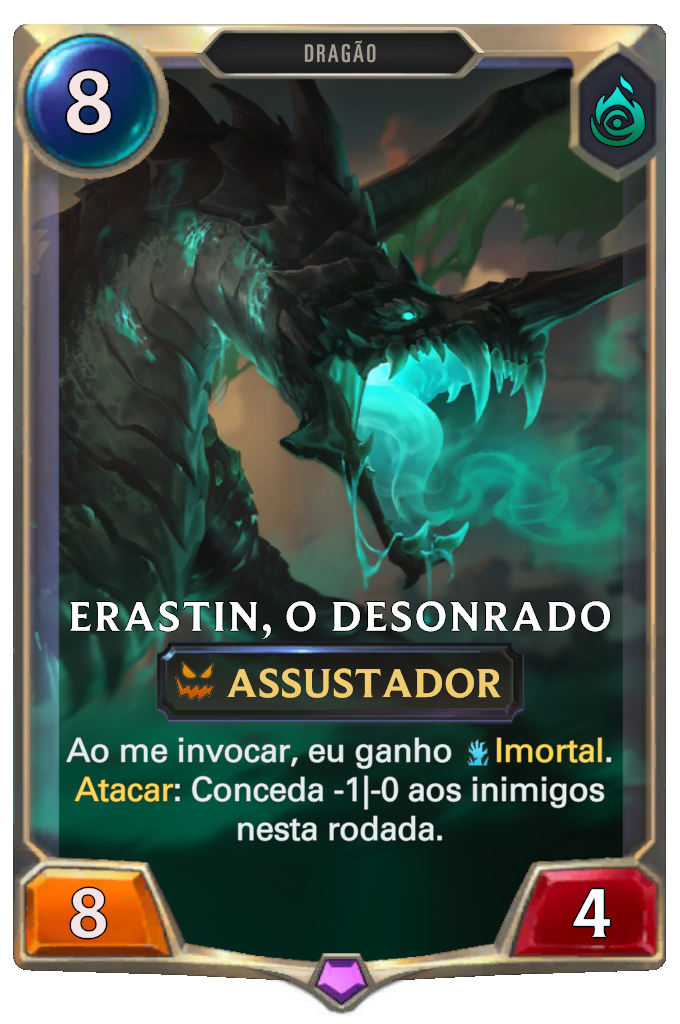 DRAGÃO
8
ERASTIN, O DESONRADO
ASSUSTADOR
Ao me invocar, eu ganho Imortal.
Atacar: Conceda -1|-0 aos inimigos
nesta rodada.
8
4